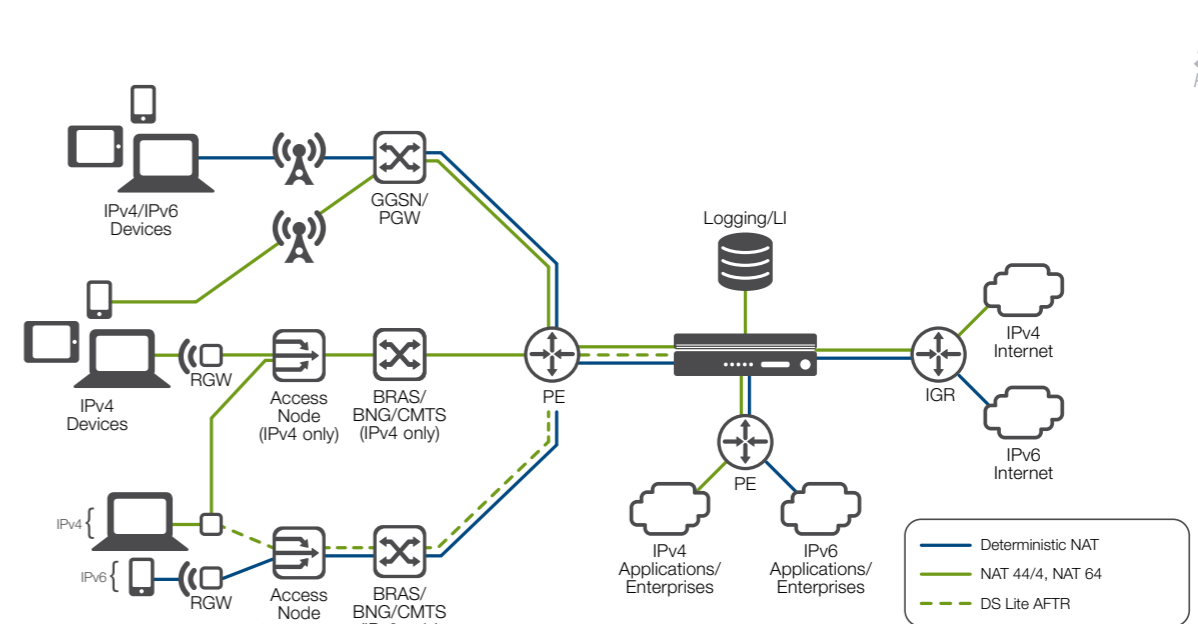 IPv4/IPv6
Devices
GGSN/
PGW
Logging/LI
IPv4
Internet
RGW
IPv4
Devices
Access
Node
(IPv4 only)
BRAS/
BNG/CMTS
(IPv4 only)
PE
IGR
IPv6
Internet
PE
IPv4
IPv6
RGW
Access
Node
BRAS/
BNG/CMTS
IPv4
Applications/
Enterprises
IPv6
Applications/
Enterprises
Deterministic NAT
NAT 44/4, NAT 64
DS Lite AFTR